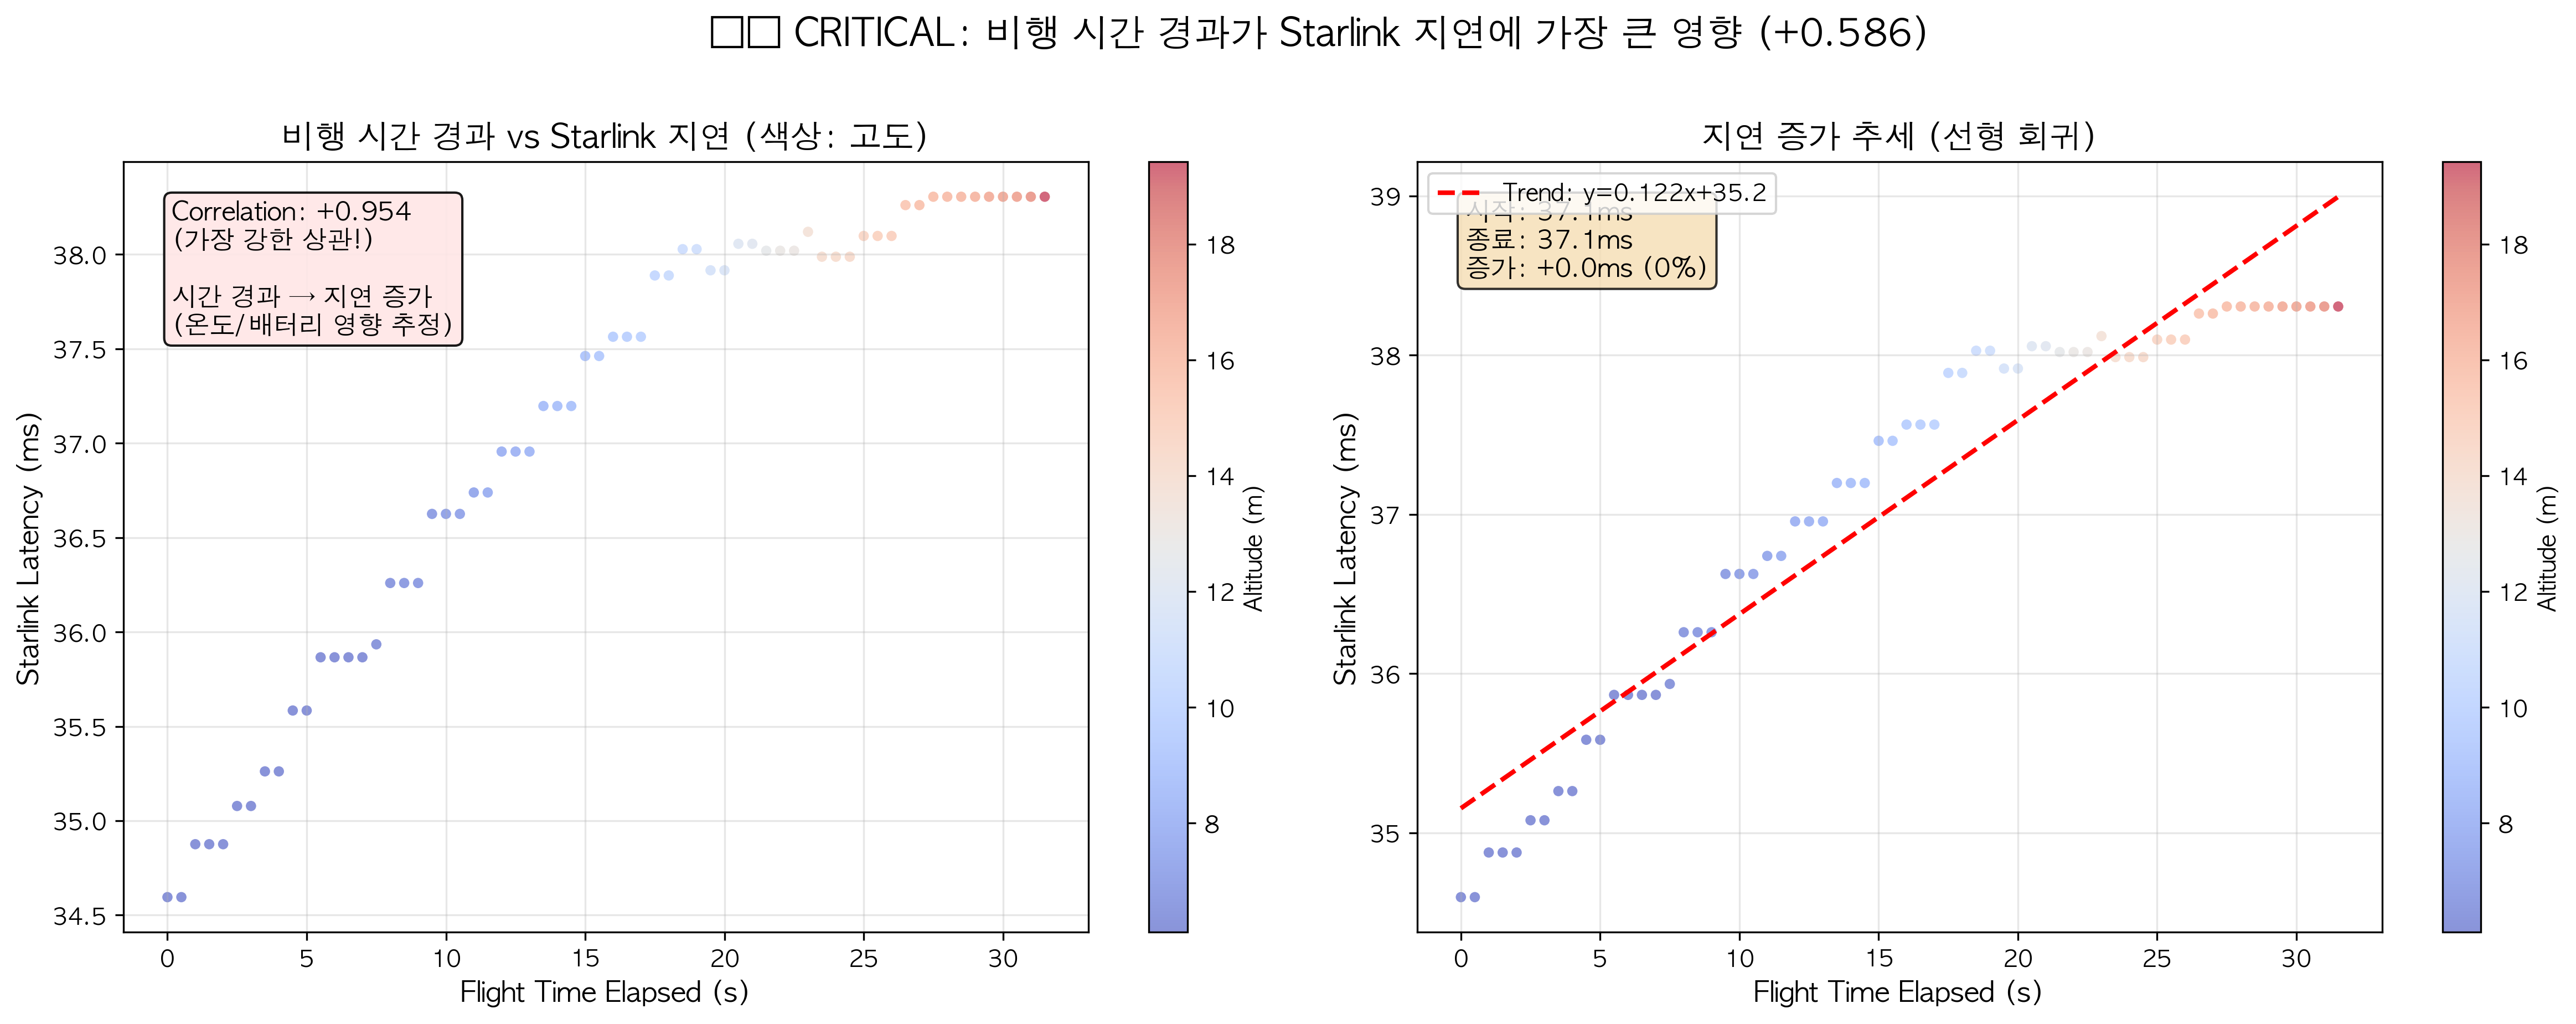 □□ CRITICAL: 비행 시간 경과가 Starlink 지연에 가장 큰 영향 (+0.586)
비행 시간 경과 vs Starlink 지연 (색상: 고도)
Correlation: +0.954
(가장 강한 상관!)
시간 경과 → 지연 증가
(온도/배터리 영향 추정)
38.0
37.5
37.0
36.5
36.0
35.5
35.0
34.5
Starlink Latency (ms)
0 5 10 15 20 25 30
Flight Time Elapsed (s)
18
16
14
12
10
8
Altitude (m)
지연 증가 추세 (선형 회귀)
Trend: y=0.122x+35.2
시작: 37.1ms
종료: 37.1ms
증가: +0.0ms (0%)
39
38
37
36
35
Starlink Latency (ms)
0 5 10 15 20 25 30
Flight Time Elapsed (s)
18
16
14
12
10
8
Altitude (m)